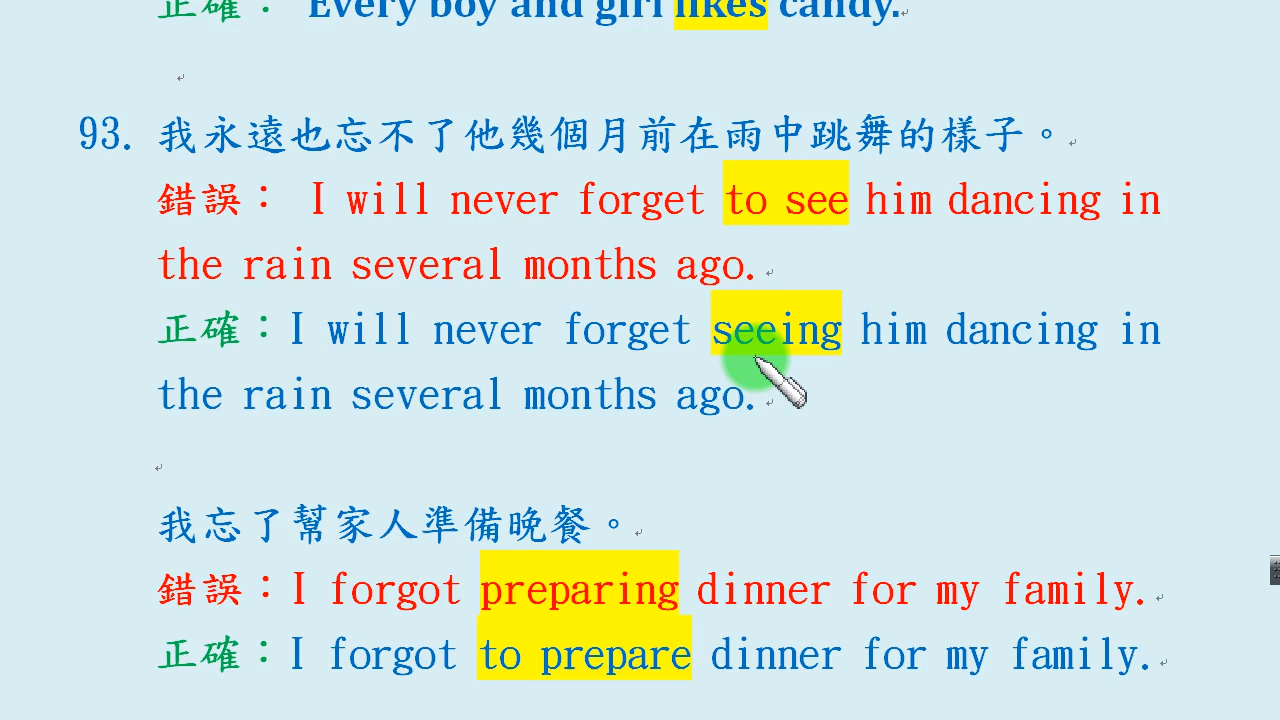 正確： Every boy and girl likes candy.
93. 我永遠也忘不了他幾個月前在雨中跳舞的樣子。
錯誤： I will never forget to see him dancing in
the rain several months ago.
正確：I will never forget seeing him dancing in
the rain several months ago.
我忘了幫家人準備晚餐。
錯誤：I forgot preparing dinner for my family.
正確：I forgot to prepare dinner for my family.